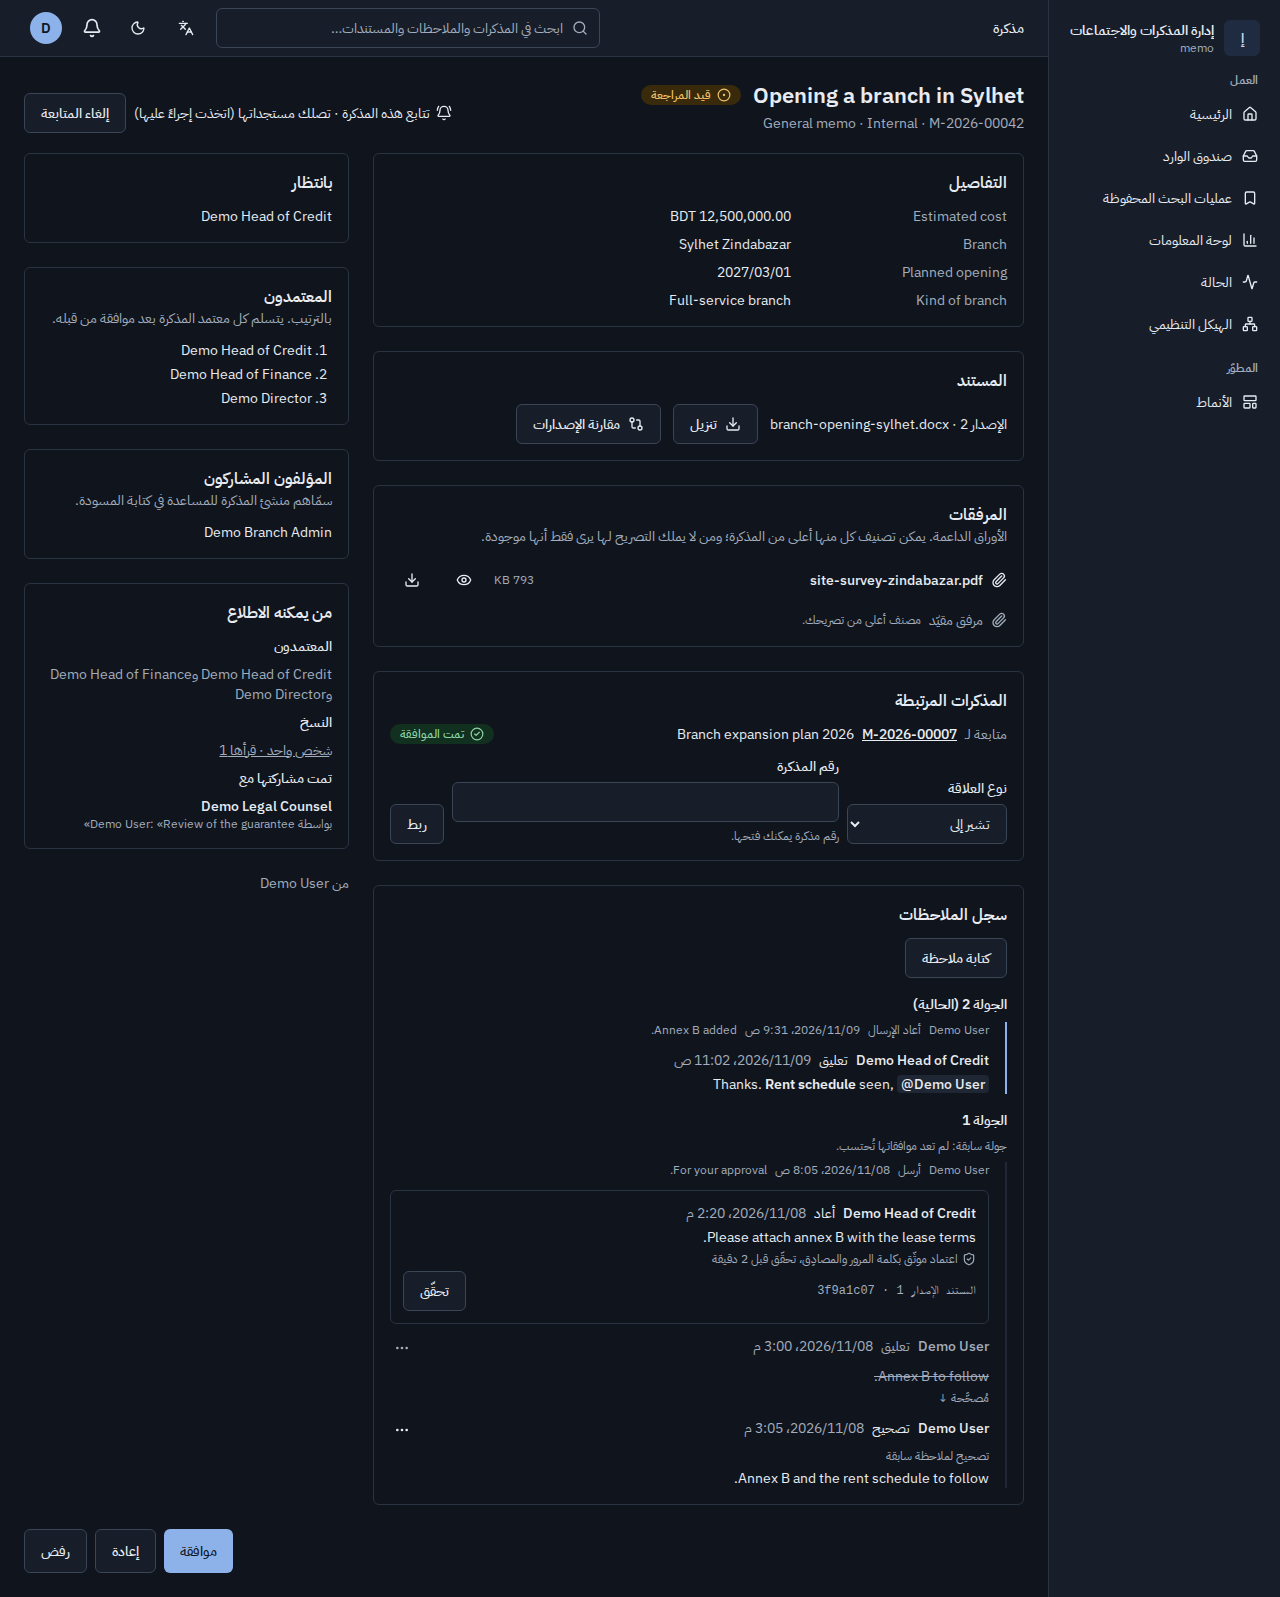 إدارة المذكرات والاجتماعات
memo
إ
العمل
الرئيسية
صندوق الوارد
عمليات البحث المحفوظة
لوحة المعلومات
الحالة
الهيكل التنظيمي
المطوّر
الأنماط
مذكرة
ابحث في المذكرات والملاحظات والمستندات...
D
Opening a branch in Sylhet
قيد المراجعة
General memo · Internal · M-2026-00042
تتابع هذه المذكرة · تصلك مستجداتها (اتخذت إجراءً عليها)
إلغاء المتابعة
التفاصيل
Estimated cost BDT 12,500,000.00
Branch Sylhet Zindabazar
Planned opening 2027/03/01
Kind of branch Full-service branch
المستند
الإصدار 2 · branch-opening-sylhet.docx
تنزيل
مقارنة الإصدارات
المرفقات
الأوراق الداعمة. يمكن تصنيف كل منها أعلى من المذكرة؛ ومن لا يملك التصريح لها يرى فقط أنها موجودة.
site-survey-zindabazar.pdf 793 KB
مرفق مقيّد مصنف أعلى من تصريحك.
المذكرات المرتبطة
متابعة لـ M-2026-00007 Branch expansion plan 2026 تمت الموافقة
نوع العلاقة
تشير إلى
رقم المذكرة
رقم مذكرة يمكنك فتحها.
ربط
سجل الملاحظات
كتابة ملاحظة
الجولة 2 (الحالية)
Demo User أعاد الإرسال 2026/11/09، 9:31 ص Annex B added.
Demo Head of Credit تعليق 2026/11/09، 11:02 ص
Thanks. Rent schedule seen, @Demo User
الجولة 1
جولة سابقة: لم تعد موافقاتها تُحتسب.
Demo User أرسل 2026/11/08، 8:05 ص For your approval.
Demo Head of Credit أعاد 2026/11/08، 2:20 م
Please attach annex B with the lease terms.
اعتماد موثّق بكلمة المرور والمصادِق، تحقّق قبل 2 دقيقة
المستند الإصدار 1 · 3f9a1c07
تحقّق
Demo User تعليق 2026/11/08، 3:00 م
Annex B to follow.
مُصحَّحة ↓
Demo User تصحيح 2026/11/08، 3:05 م
تصحيح لملاحظة سابقة
Annex B and the rent schedule to follow.
بانتظار
Demo Head of Credit
المعتمدون
بالترتيب. يتسلم كل معتمد المذكرة بعد موافقة من قبله.
1. Demo Head of Credit
2. Demo Head of Finance
3. Demo Director
المؤلفون المشاركون
سمّاهم منشئ المذكرة للمساعدة في كتابة المسودة.
Demo Branch Admin
من يمكنه الاطلاع
المعتمدون
Demo Head of Credit وDemo Head of Finance
وDemo Director
النسخ
شخص واحد · قرأها 1
تمت مشاركتها مع
Demo Legal Counsel
بواسطة Demo User: «Review of the guarantee»
من Demo User
موافقة
إعادة
رفض